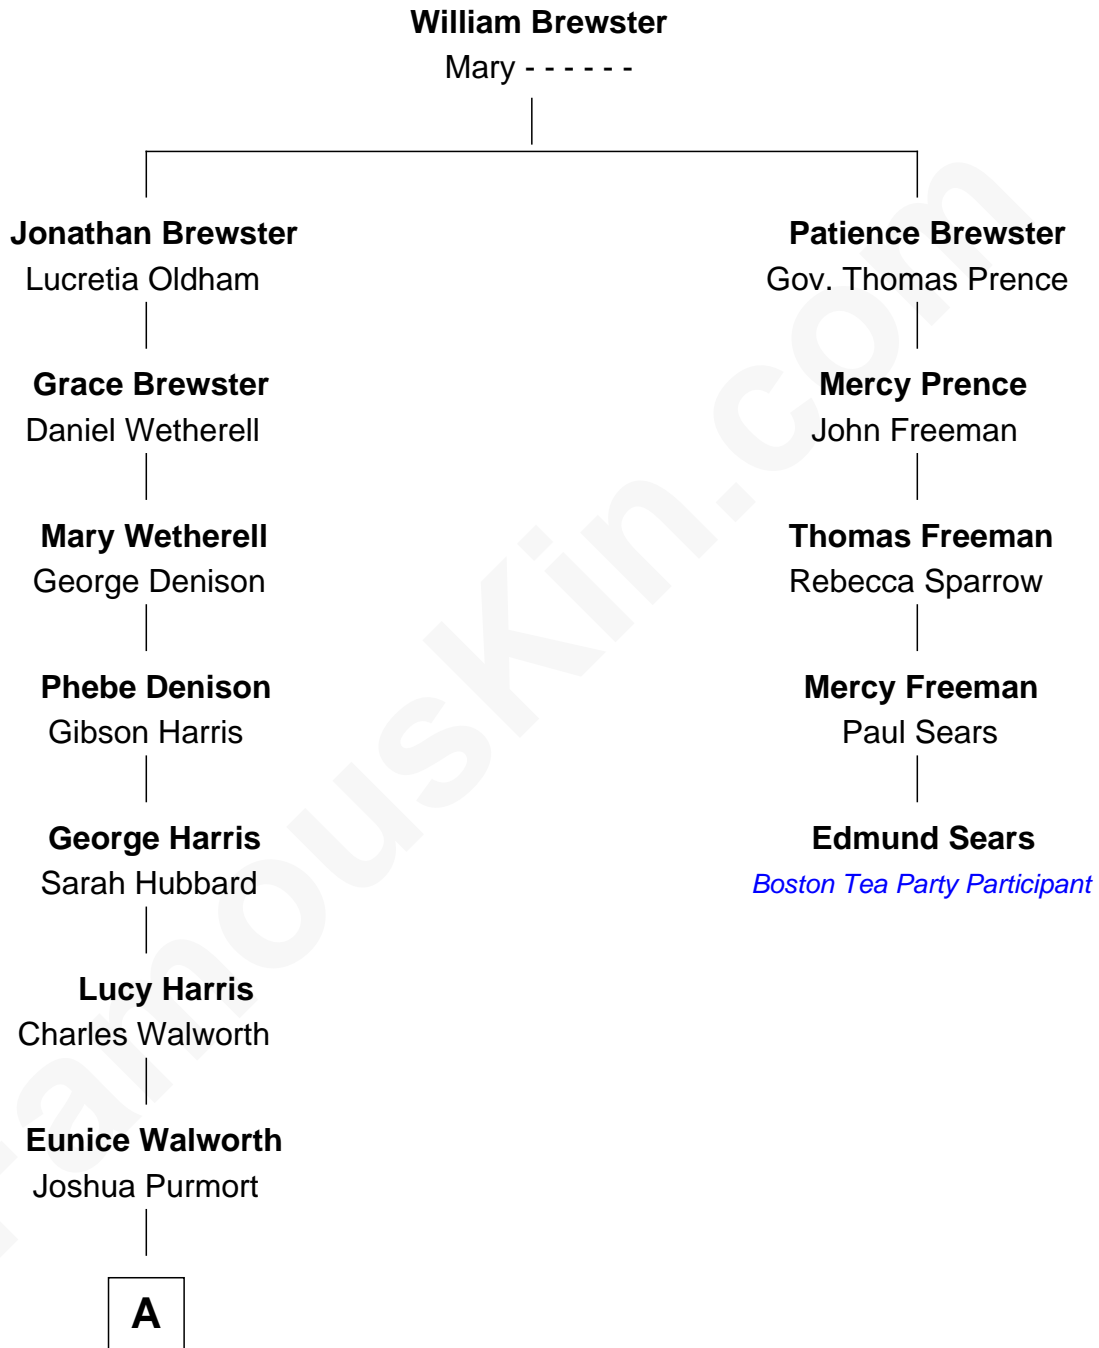 William Brewster
Mary - - - - - -
Jonathan Brewster
Lucretia Oldham
Patience Brewster
Gov. Thomas Prence
Grace Brewster
Daniel Wetherell
Mercy Prence
John Freeman
Mary Wetherell
George Denison
Thomas Freeman
Rebecca Sparrow
Phebe Denison
Gibson Harris
Mercy Freeman
Paul Sears
George Harris
Sarah Hubbard
Edmund Sears
Boston Tea Party Participant
Lucy Harris
Charles Walworth
Eunice Walworth
Joshua Purmort
A
FamousKin.com